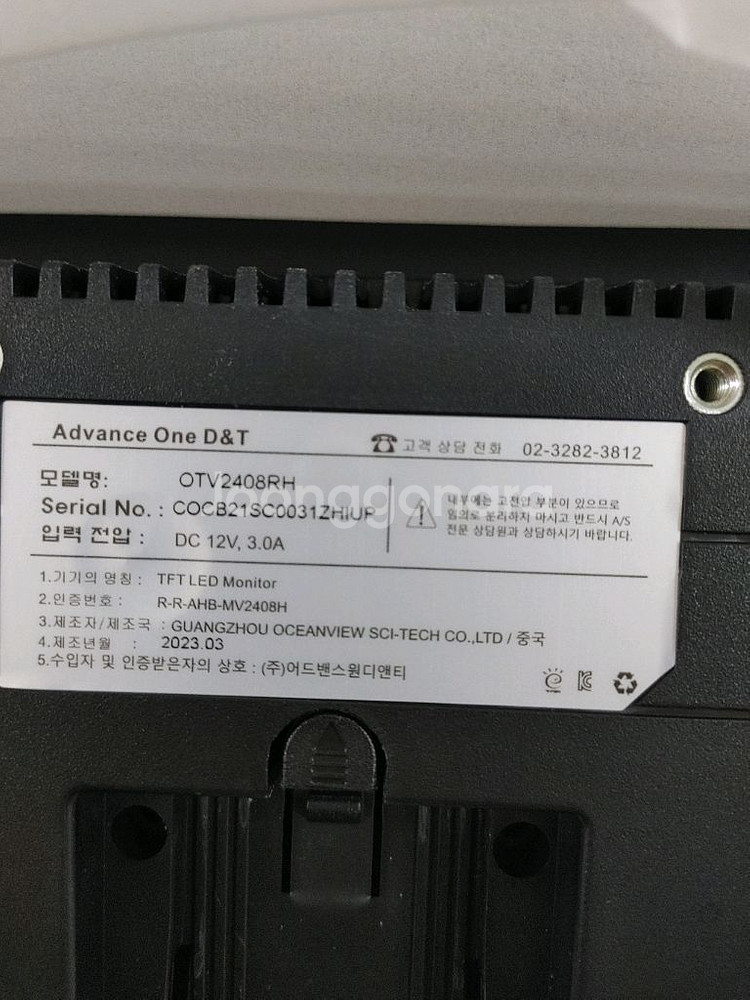 Advance One D&T
고객 상담 전화 02-3282-3812
모델명: OTV2408RH
Serial No. : COCB21SC0031ZHIUP
입력 전압 : DC 12V, 3.0A
내부에는 고전압 부분이 있으므로
임의로 분리하지 마시고 반드시 A/S
전문 상담원과 상담하시기 바랍니다.
joonggonara
1.기기의 명칭 : TFT LED Monitor
2.인증번호 : R-R-AHB-MV2408H
3.제조자/제조국 : GUANGZHOU OCEANVIEW SCI-TECH CO.,LTD / 중국
4.제조년월 : 2023.03
5.수입자 및 인증받은자의 상호 : (주)어드밴스원디앤티